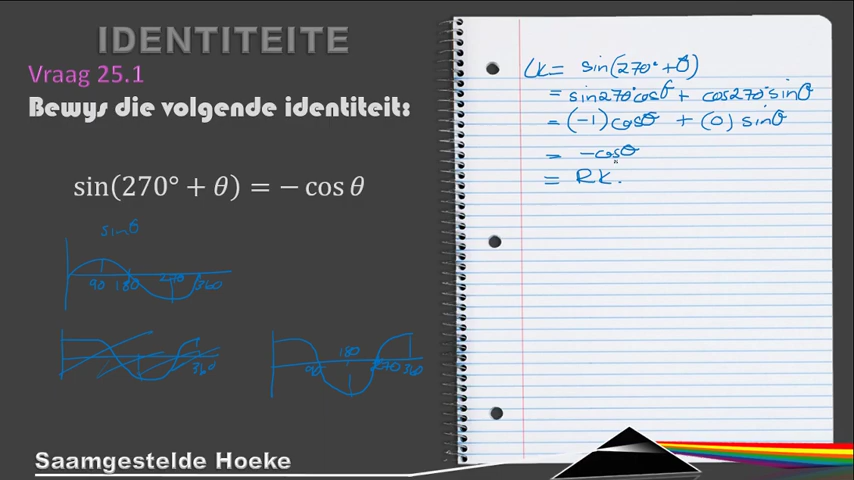 IDENTITEITE
Vraag 25.1
Bewys die volgende identiteit:
sin(270° + θ) = − cos θ
sinθ
90 180 270 360
360
90 180 270 360
LK = sin(270° + θ)
= sin270°cosθ + cos270°sinθ
= (-1)cosθ + (0) sinθ
= -cosθ
= RK.
Saamgestelde Hoeke